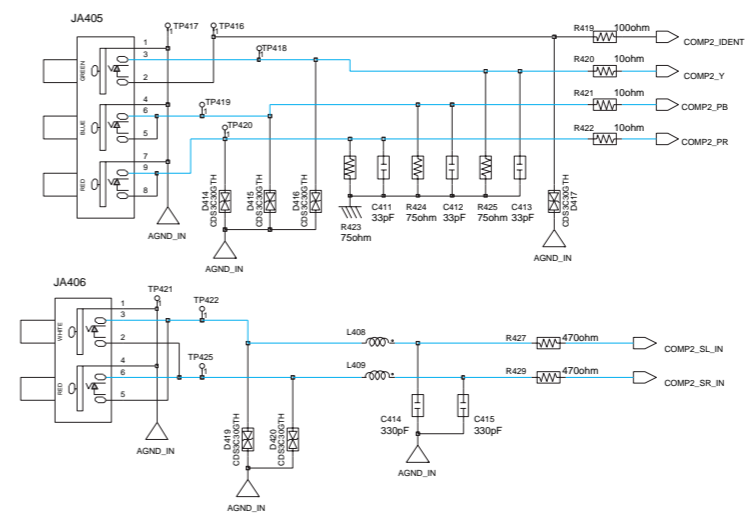 JA405
TP417 TP416
R419 100ohm
COMP2_IDENT
1
3
TP418
R420 10ohm
COMP2_Y
GREEN
2
4
6
TP419
R421 10ohm
COMP2_PB
BLUE
5
TP420
R422 10ohm
COMP2_PR
7
9
RED
8
D414
CDS3C30GTH
D415
CDS3C30GTH
D416
CDS3C30GTH
R423
75ohm
C411
33pF
R424
75ohm
C412
33pF
R425
75ohm
C413
33pF
CDS3C30GTH
D417
AGND_IN
AGND_IN
AGND_IN
JA406
TP421
1
3
TP422
WHITE
2
L408
R427 470ohm
COMP2_SL_IN
4
6
TP425
L409
R429 470ohm
COMP2_SR_IN
RED
5
D419
CDS3C30GTH
D420
CDS3C30GTH
C414
330pF
C415
330pF
AGND_IN
AGND_IN
AGND_IN